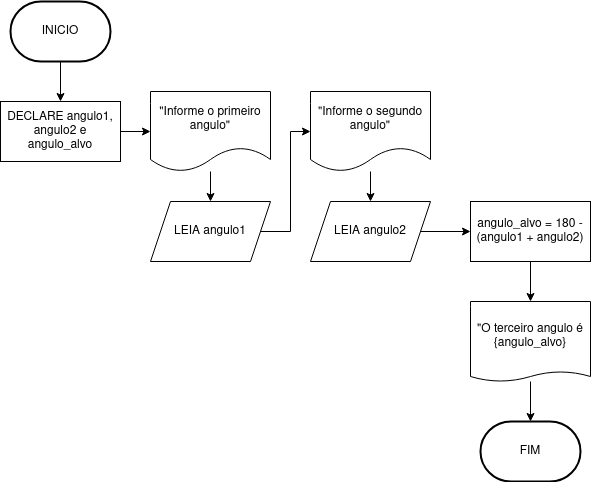 INICIO
DECLARE angulo1,
angulo2 e
angulo_alvo
"Informe o primeiro
angulo"
LEIA angulo1
"Informe o segundo
angulo"
LEIA angulo2
angulo_alvo = 180 -
(angulo1 + angulo2)
"O terceiro angulo é
{angulo_alvo}
FIM